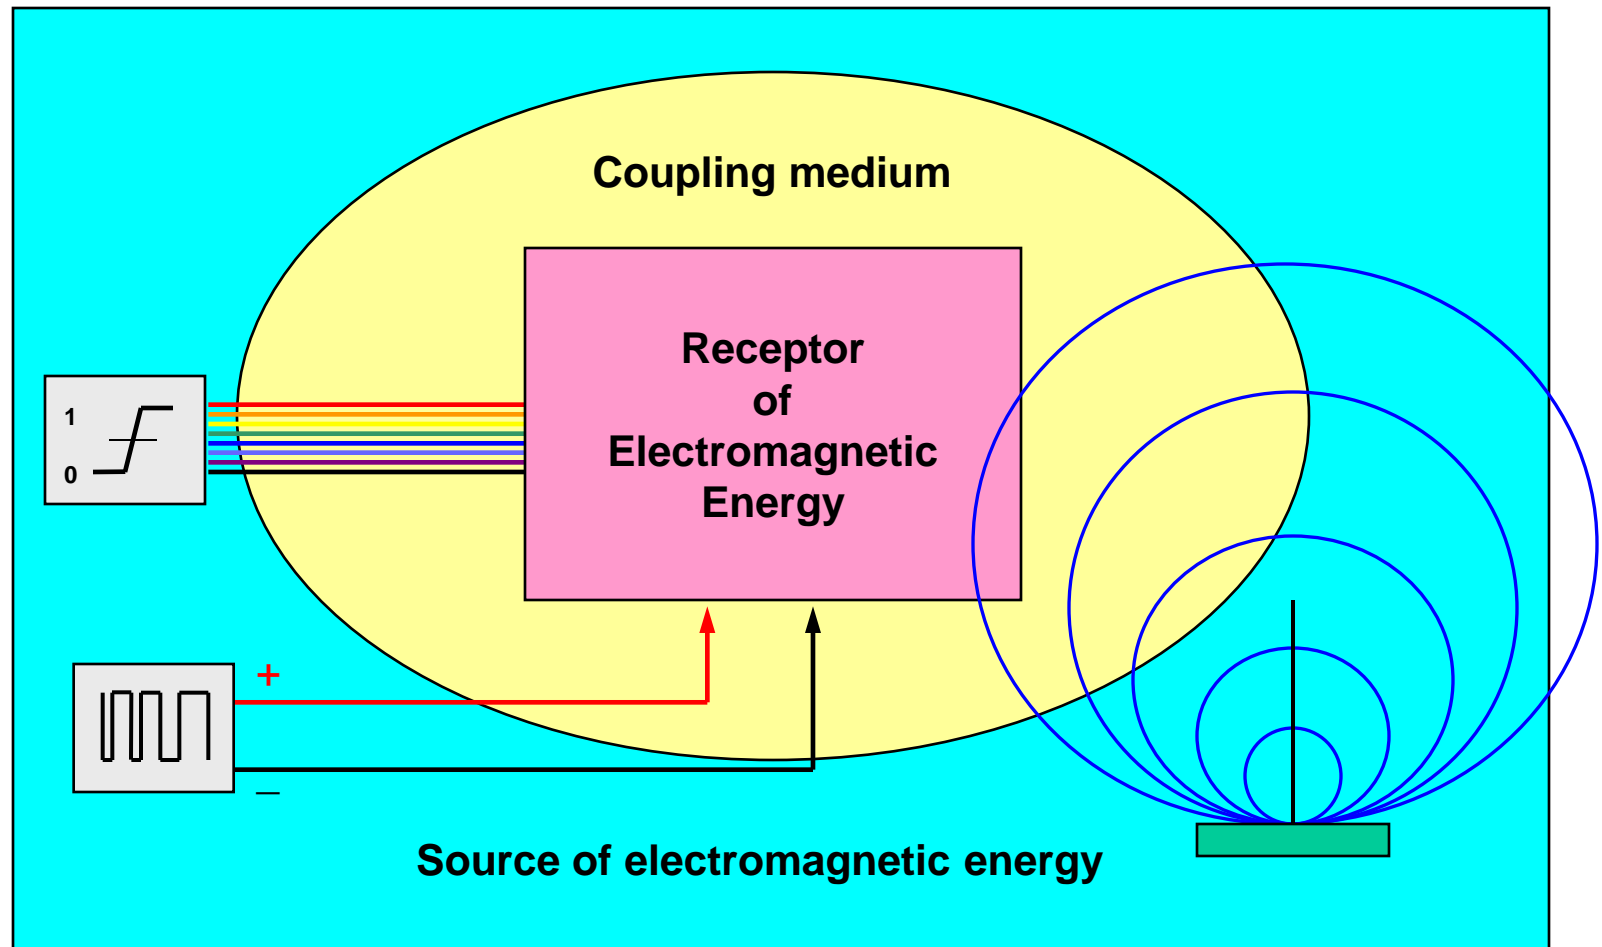 Coupling medium
Receptor
of
Electromagnetic
Energy
1
0
+
–
Source of electromagnetic energy